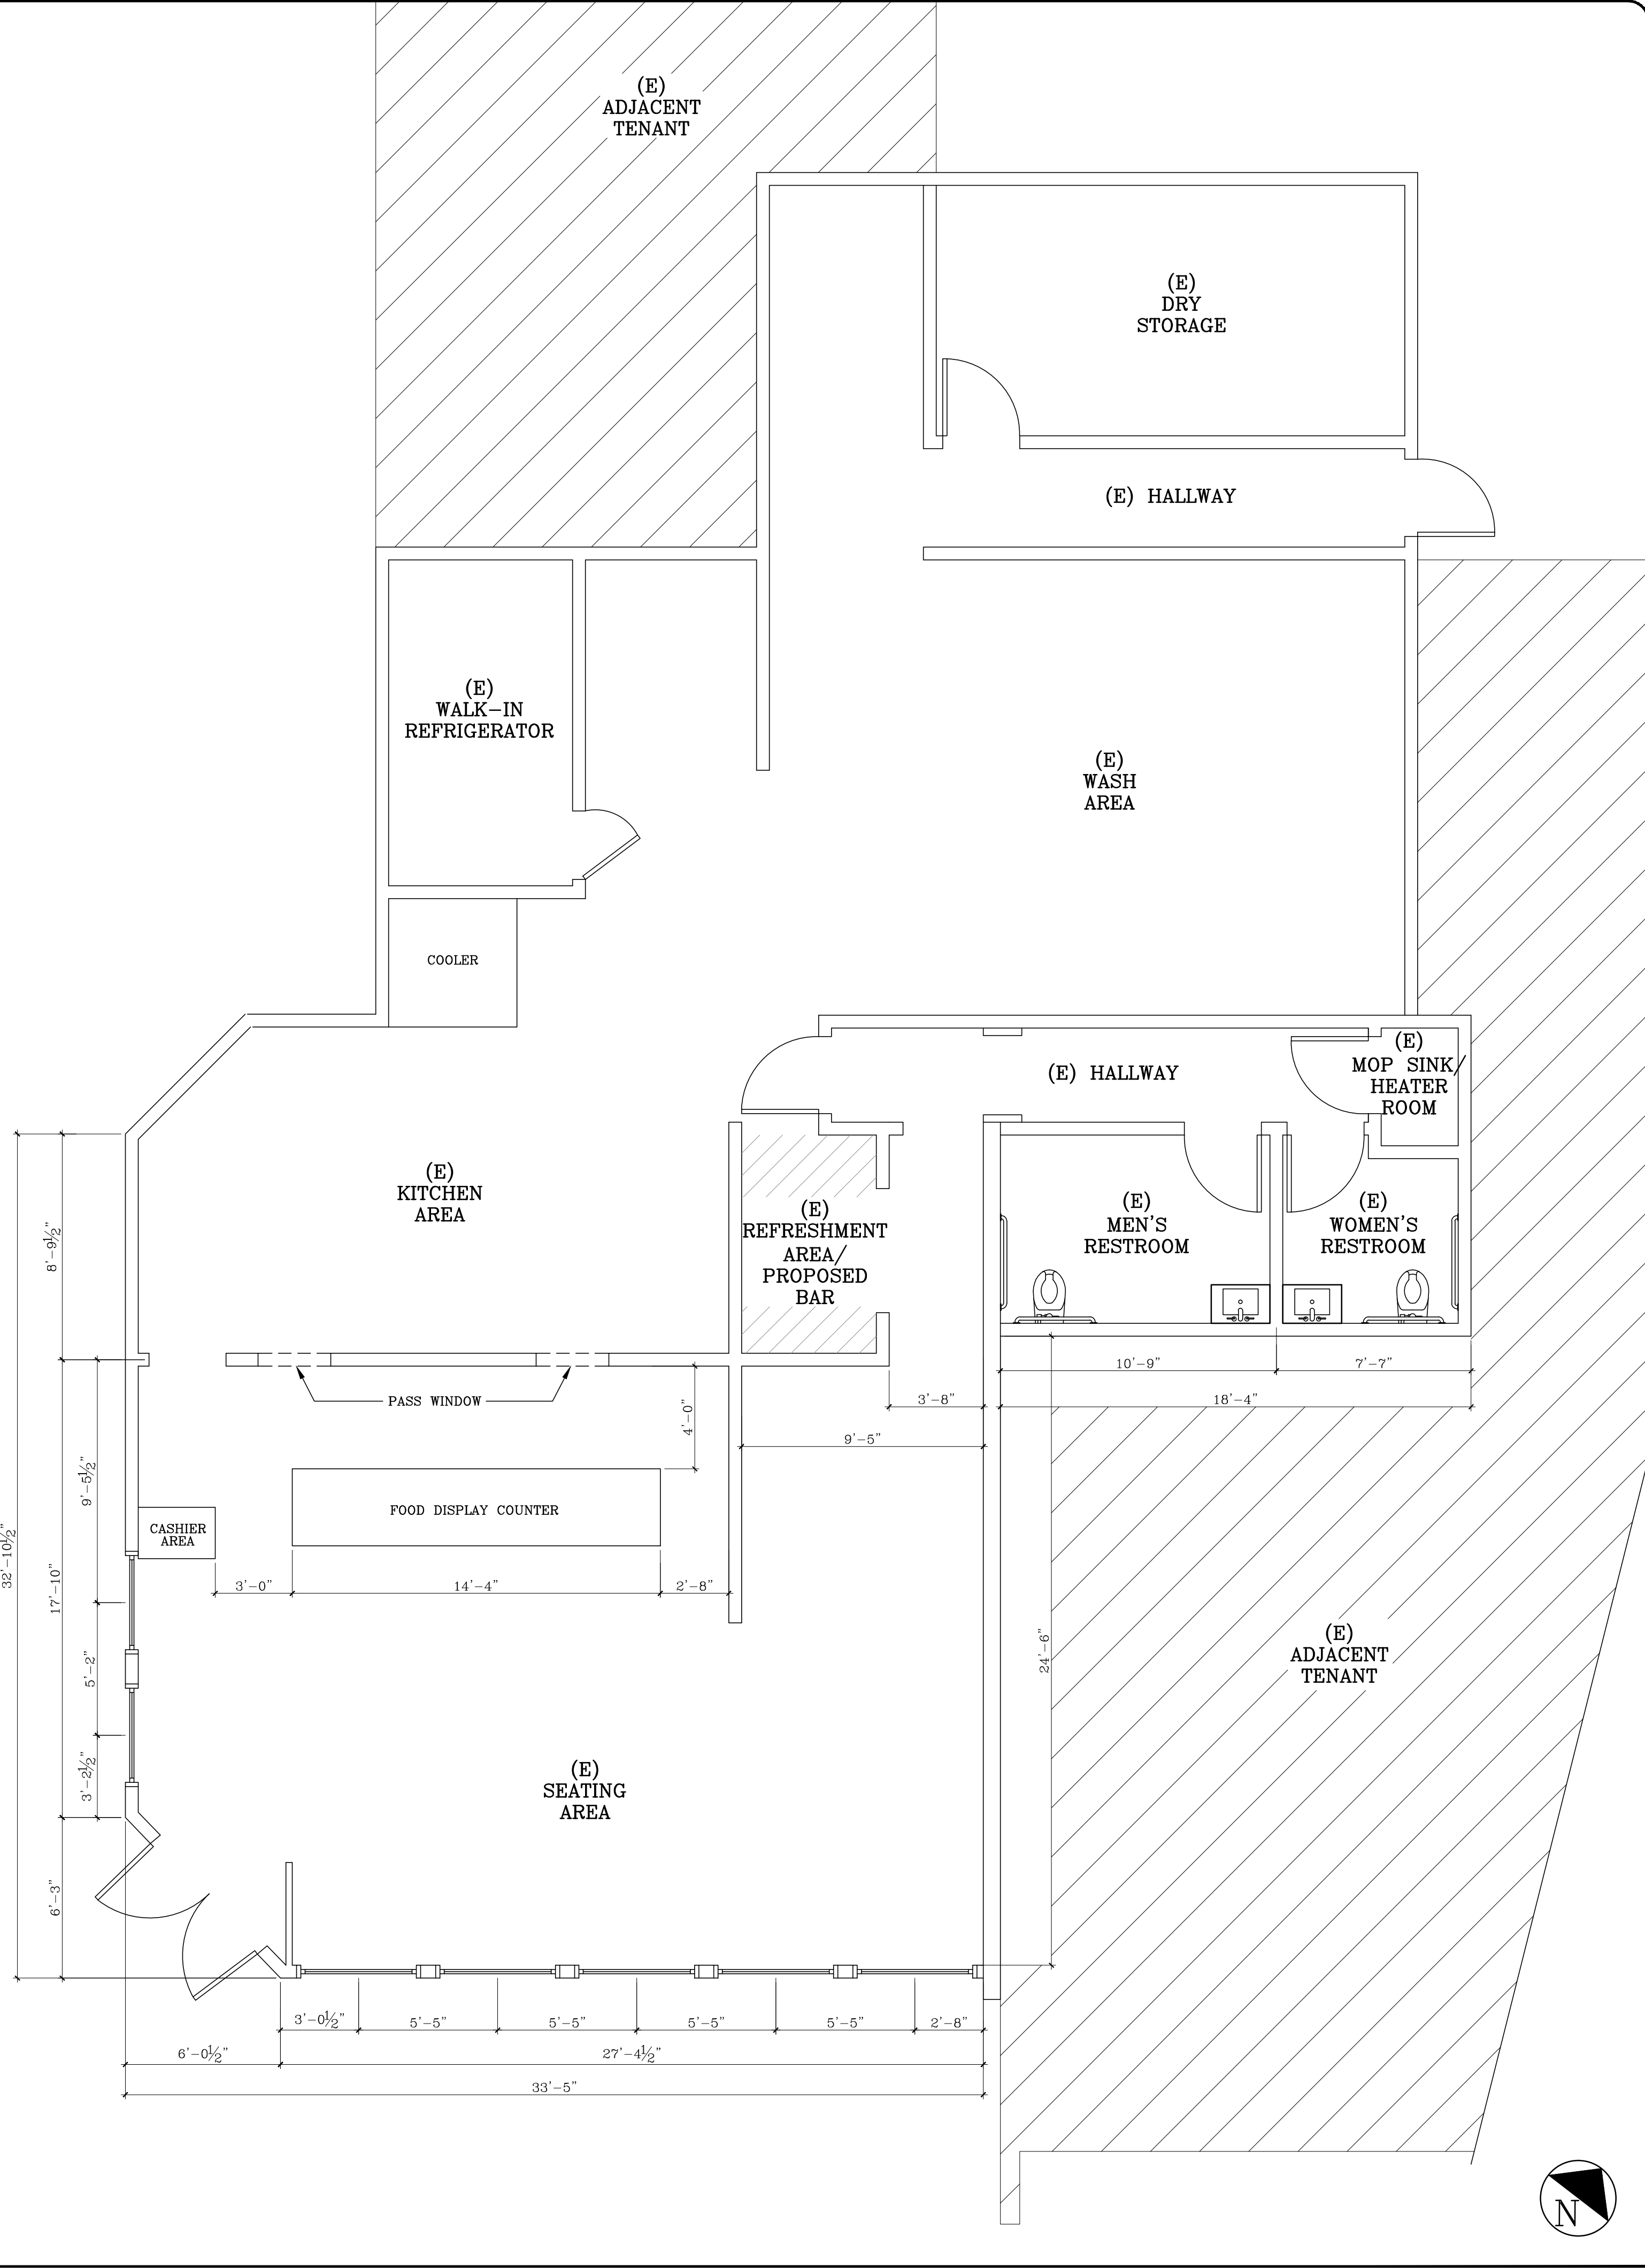 (E)
ADJACENT
TENANT
(E)
DRY
STORAGE
(E) HALLWAY
(E)
WALK-IN
REFRIGERATOR
(E)
WASH
AREA
COOLER
(E) HALLWAY
(E)
MOP SINK/
HEATER
ROOM
(E)
KITCHEN
AREA
(E)
REFRESHMENT
AREA/
PROPOSED
BAR
(E)
MEN'S
RESTROOM
(E)
WOMEN'S
RESTROOM
8'-9½"
10'-9"
7'-7"
PASS WINDOW
3'-8"
18'-4"
4'-0"
9'-5"
9'-5½"
FOOD DISPLAY COUNTER
CASHIER
AREA
32'-10½"
17'-10"
3'-0"
14'-4"
2'-8"
24'-6"
(E)
ADJACENT
TENANT
5'-2"
3'-2½"
(E)
SEATING
AREA
6'-3"
3'-0½"
5'-5"
5'-5"
5'-5"
5'-5"
2'-8"
6'-0½"
27'-4½"
33'-5"
N